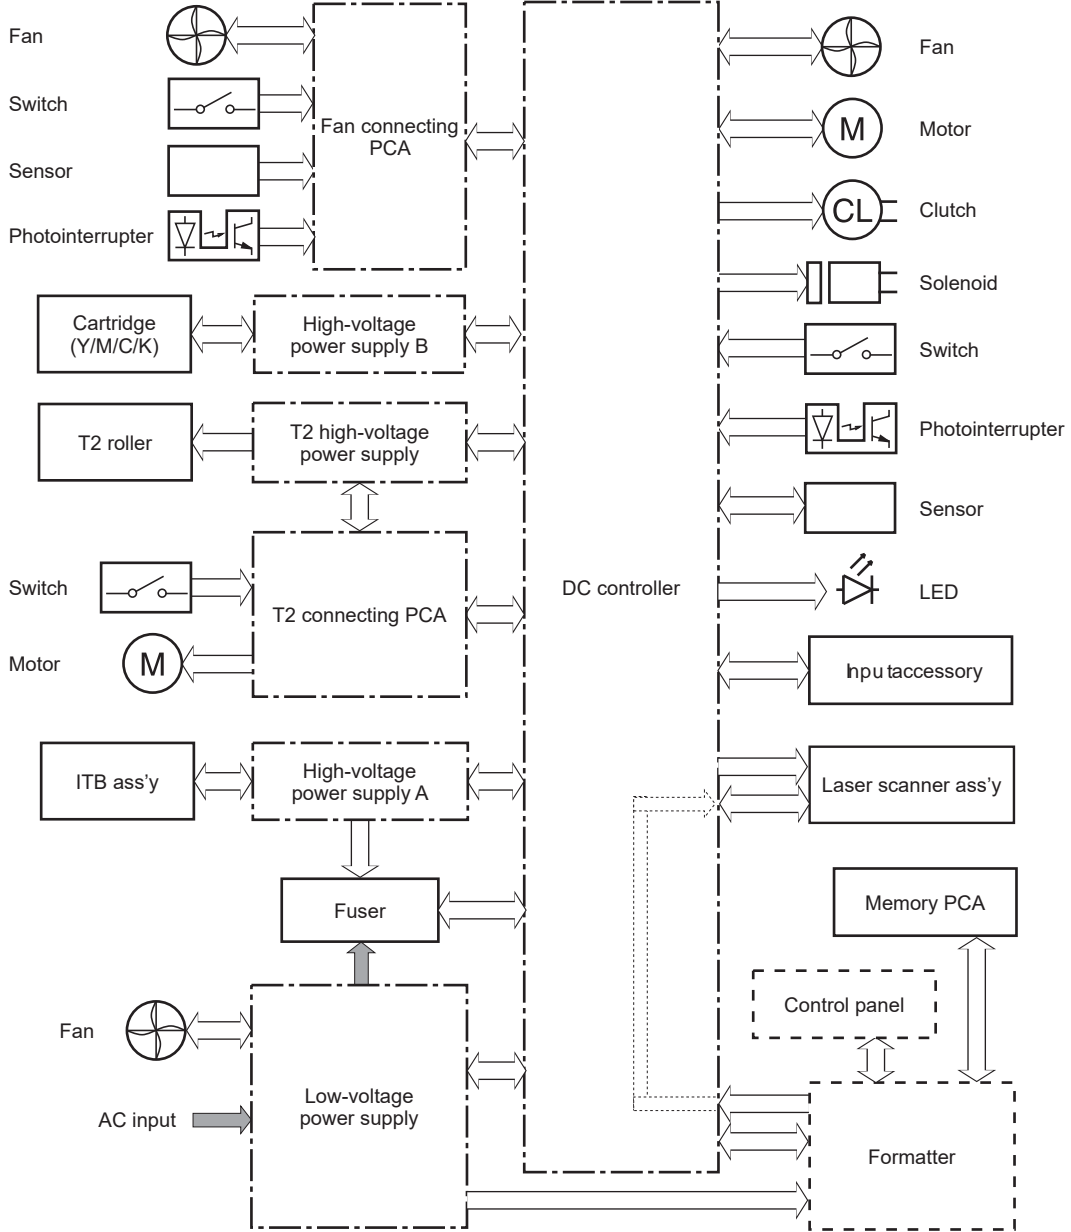 Fan
Switch
Sensor
Photointerrupter
Fan connecting
PCA
Cartridge
(Y/M/C/K)
High-voltage
power supply B
T2 roller
T2 high-voltage
power supply
Switch
Motor
M
T2 connecting PCA
ITB ass’y
High-voltage
power supply A
Fuser
Fan
AC input
Low-voltage
power supply
DC controller
Fan
M
Motor
CL
Clutch
Solenoid
Switch
Photointerrupter
Sensor
LED
Inputaccessory
Laser scanner ass’y
Memory PCA
Control panel
Formatter